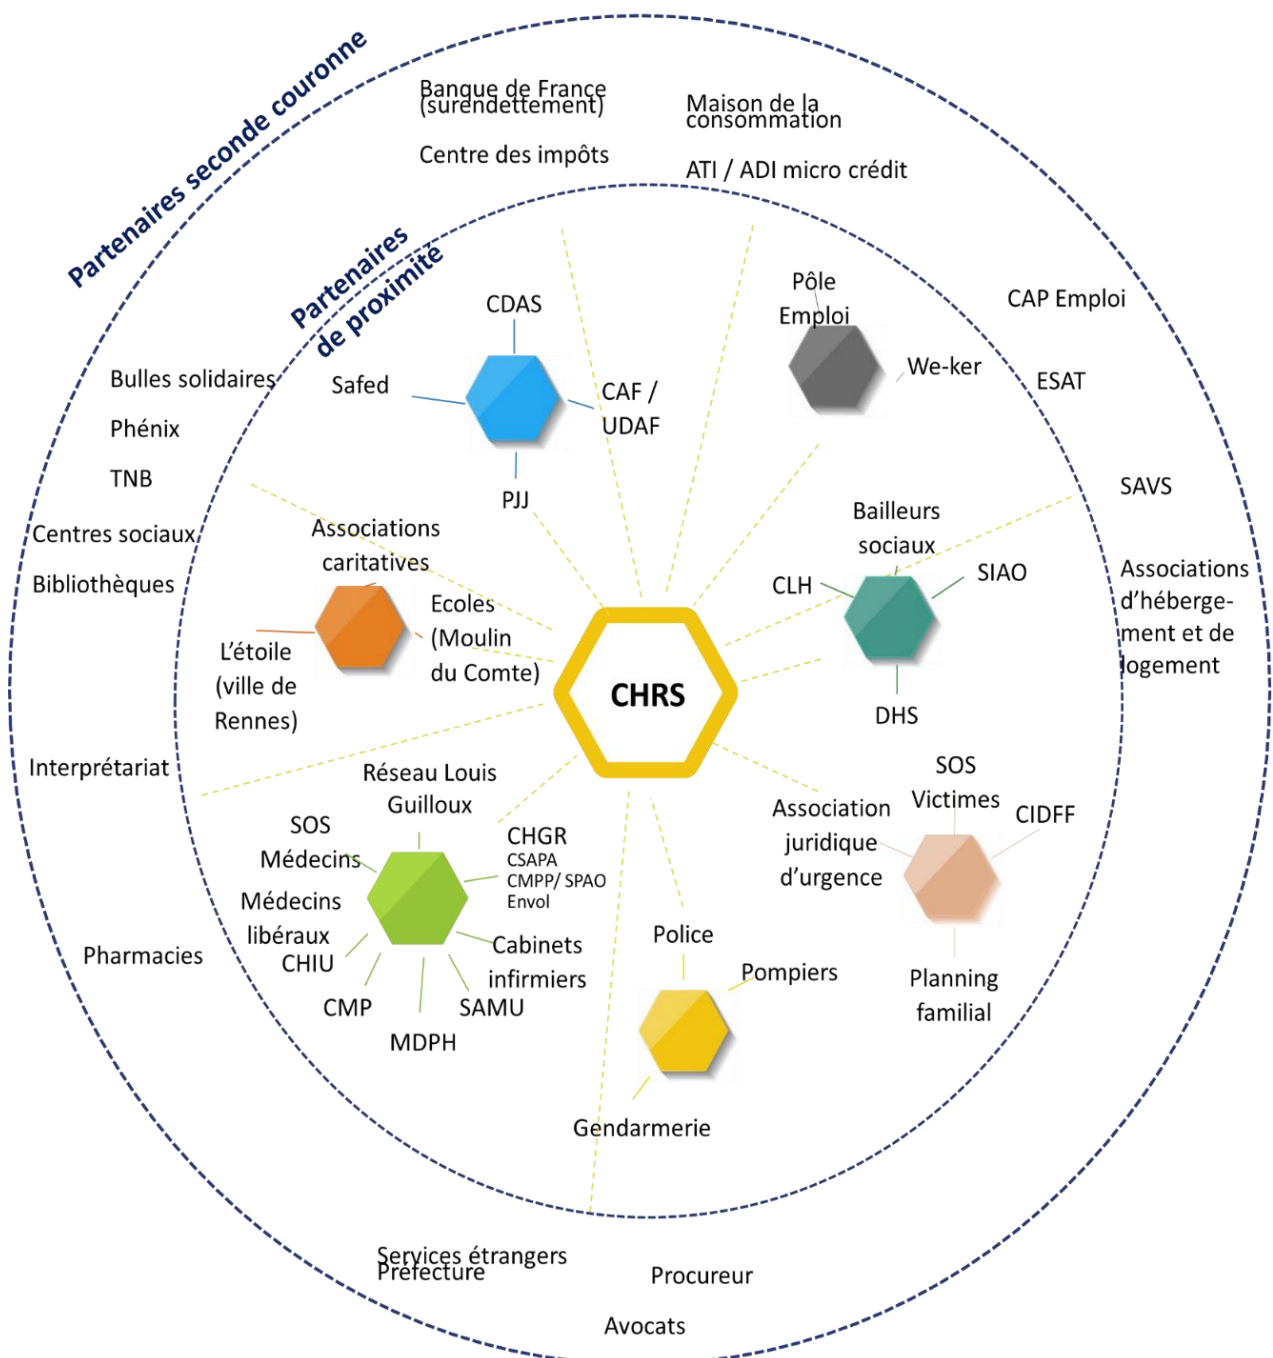 Partenaires seconde couronne
Banque de France
(surendettement)
Centre des impôts
Maison de la
consommation
ATI / ADI micro crédit
Partenaires
de proximité
CDAS
Safed
CAF /
UDAF
PJJ
Pôle
Emploi
We-ker
CAP Emploi
ESAT
SAVS
Associations
d’héberge-
ment et de
logement
Bulles solidaires
Phénix
TNB
Centres sociaux
Bibliothèques
Associations
caritatives
Ecoles
(Moulin
du Comte)
L’étoile
(ville de
Rennes)
CHRS
Bailleurs
sociaux
CLH
SIAO
DHS
Interprétariat
Pharmacies
Réseau Louis
Guilloux
SOS
Médecins
CHGR
CSAPA
CMPP/ SPAO
Envol
Médecins
libéraux
CHIU
Cabinets
infirmiers
CMP
SAMU
MDPH
SOS
Victimes
CIDFF
Association
juridique
d’urgence
Planning
familial
Police
Pompiers
Gendarmerie
Services étrangers
Préfecture
Procureur
Avocats